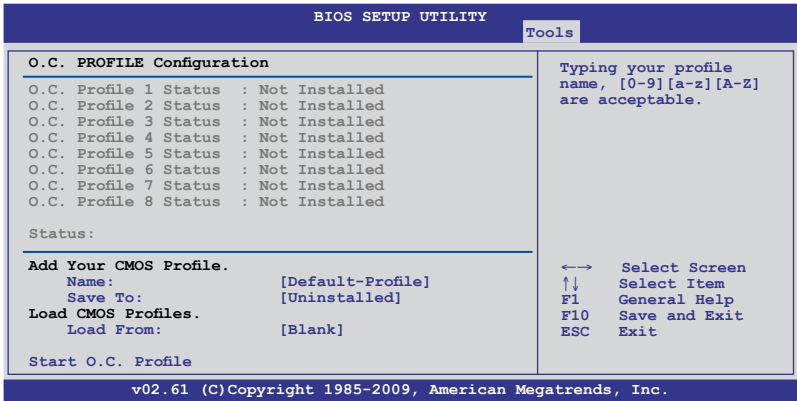 BIOS SETUP UTILITY
Tools
O.C. PROFILE Configuration
O.C. Profile 1 Status : Not Installed
O.C. Profile 2 Status : Not Installed
O.C. Profile 3 Status : Not Installed
O.C. Profile 4 Status : Not Installed
O.C. Profile 5 Status : Not Installed
O.C. Profile 6 Status : Not Installed
O.C. Profile 7 Status : Not Installed
O.C. Profile 8 Status : Not Installed
Status:
Add Your CMOS Profile.
Name: [Default-Profile]
Save To: [Uninstalled]
Load CMOS Profiles.
Load From: [Blank]
Start O.C. Profile
Typing your profile
name, [0-9][a-z][A-Z]
are acceptable.
←→ Select Screen
↑↓ Select Item
F1 General Help
F10 Save and Exit
ESC Exit
v02.61 (C)Copyright 1985-2009, American Megatrends, Inc.